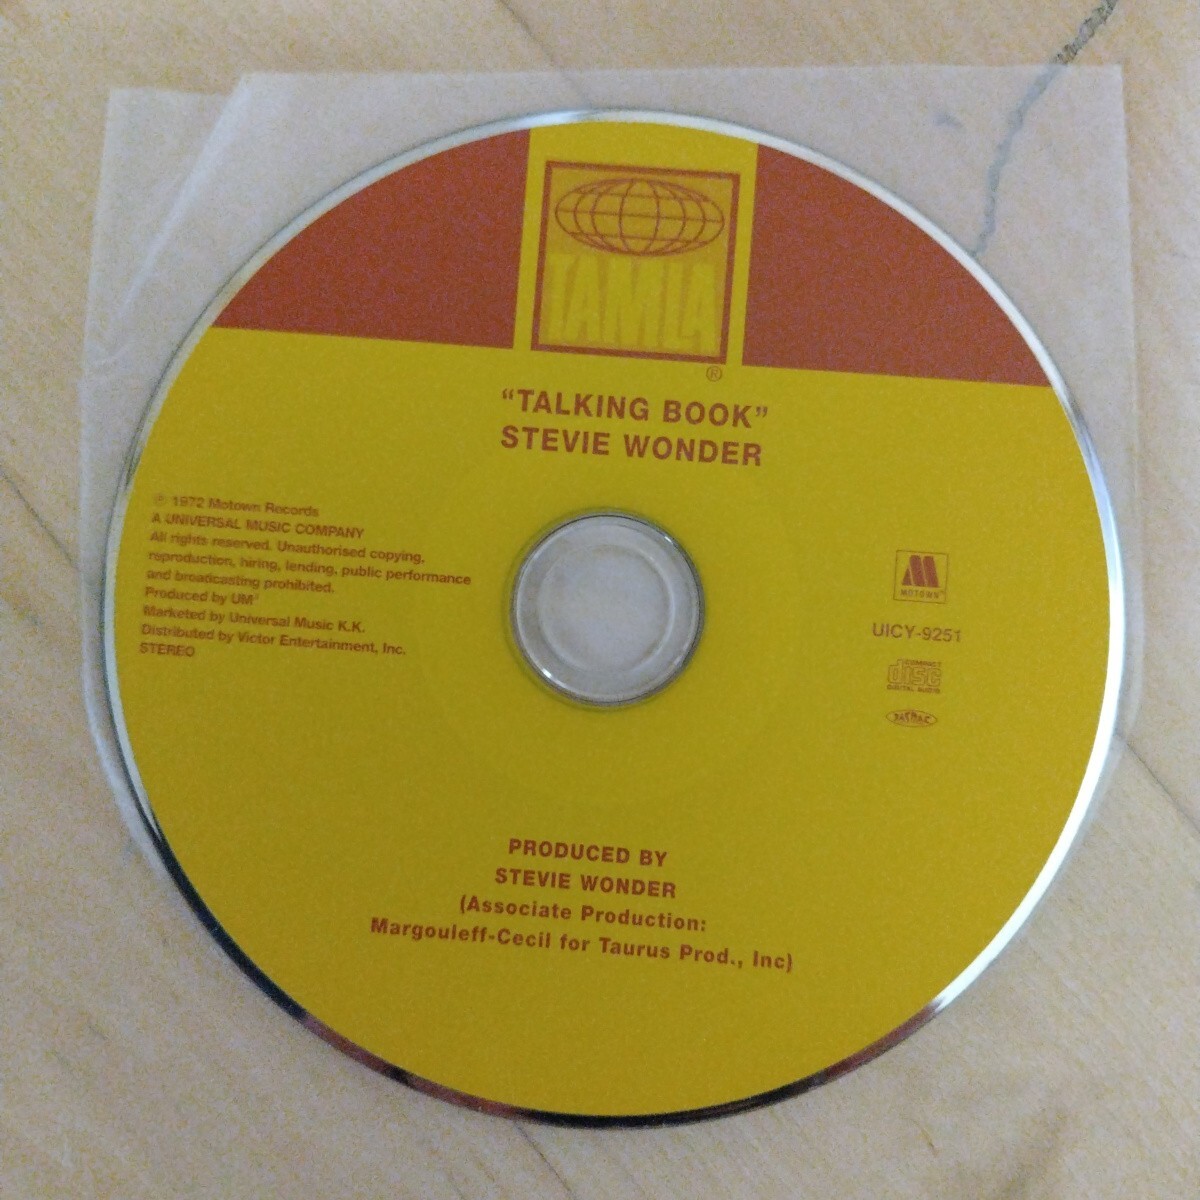 TAMLA
®
“TALKING BOOK”
STEVIE WONDER
℗ 1972 Motown Records
A UNIVERSAL MUSIC COMPANY
All rights reserved. Unauthorised copying,
reproduction, hiring, lending, public performance
and broadcasting prohibited.
Produced by UM³
Marketed by Universal Music K.K.
Distributed by Victor Entertainment, Inc.
STEREO
MOTOWN
UICY-9251
COMPACT
disc
DIGITAL AUDIO
PRODUCED BY
STEVIE WONDER
(Associate Production:
Margouleff-Cecil for Taurus Prod., Inc)